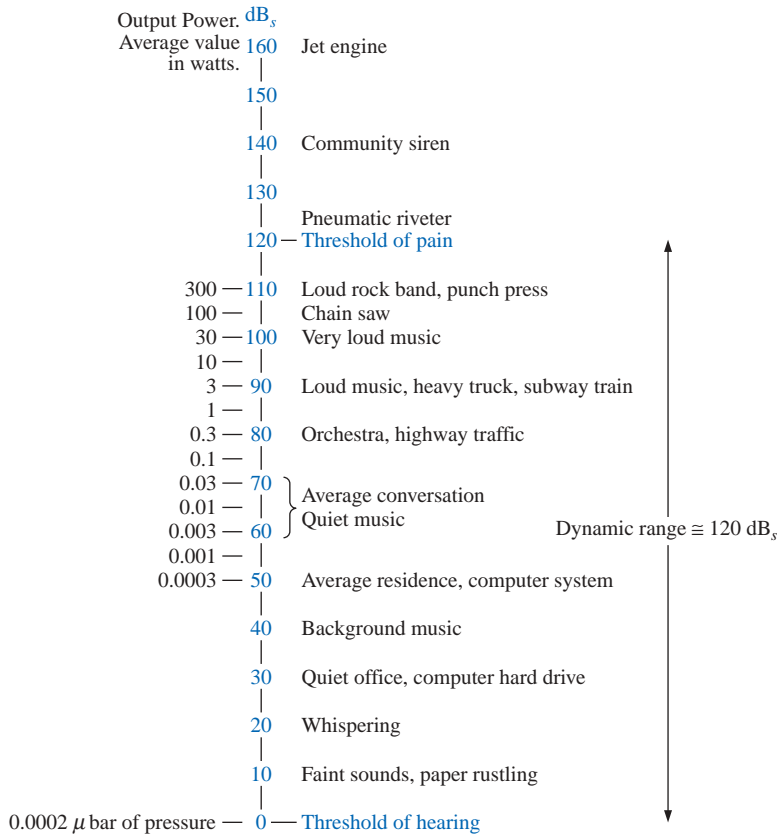 Output Power. dBs
Average value 160 Jet engine
in watts.
150
140 Community siren
130
Pneumatic riveter
120 Threshold of pain
300 110 Loud rock band, punch press
100 Chain saw
30 100 Very loud music
10
3 90 Loud music, heavy truck, subway train
1
0.3 80 Orchestra, highway traffic
0.1
0.03 70
Average conversation
0.01
Quiet music
0.003 60
Dynamic range ≅ 120 dBs
0.001
0.0003 50 Average residence, computer system
40 Background music
30 Quiet office, computer hard drive
20 Whispering
10 Faint sounds, paper rustling
0.0002 μ bar of pressure 0 Threshold of hearing